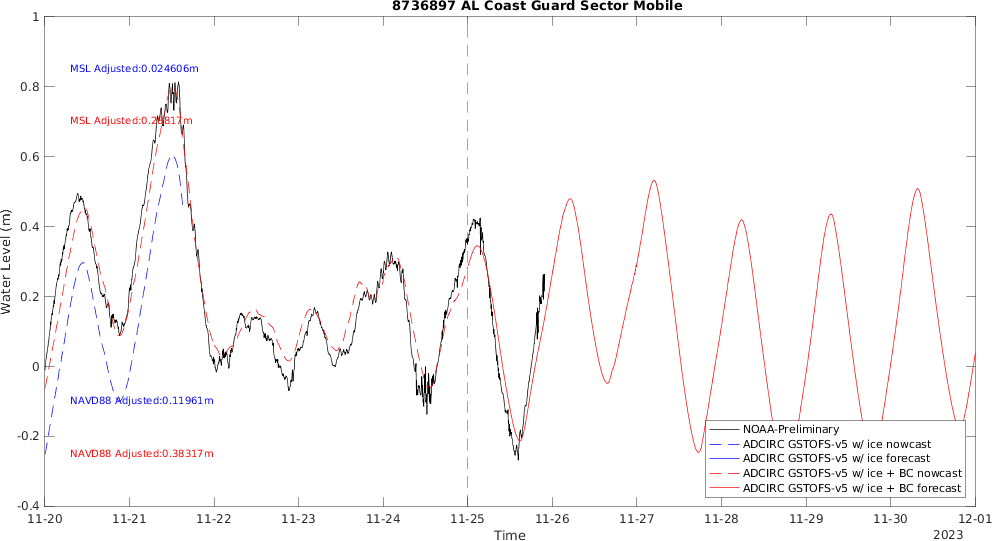 8736897 AL Coast Guard Sector Mobile
1
0.8
0.6
0.4
0.2
0
-0.2
-0.4
Water Level (m)
MSL Adjusted:0.024606m
MSL Adjusted:
NAVD88 Adjusted:0.11961m
NAVD88 Adjusted:0.38317m
NOAA-Preliminary
ADCIRC GSTOFS-v5 w/ ice nowcast
ADCIRC GSTOFS-v5 w/ ice forecast
ADCIRC GSTOFS-v5 w/ ice + BC nowcast
ADCIRC GSTOFS-v5 w/ ice + BC forecast
11-20
11-21
11-22
11-23
11-24
11-25
11-26
11-27
11-28
11-29
11-30
12-01
Time
2023